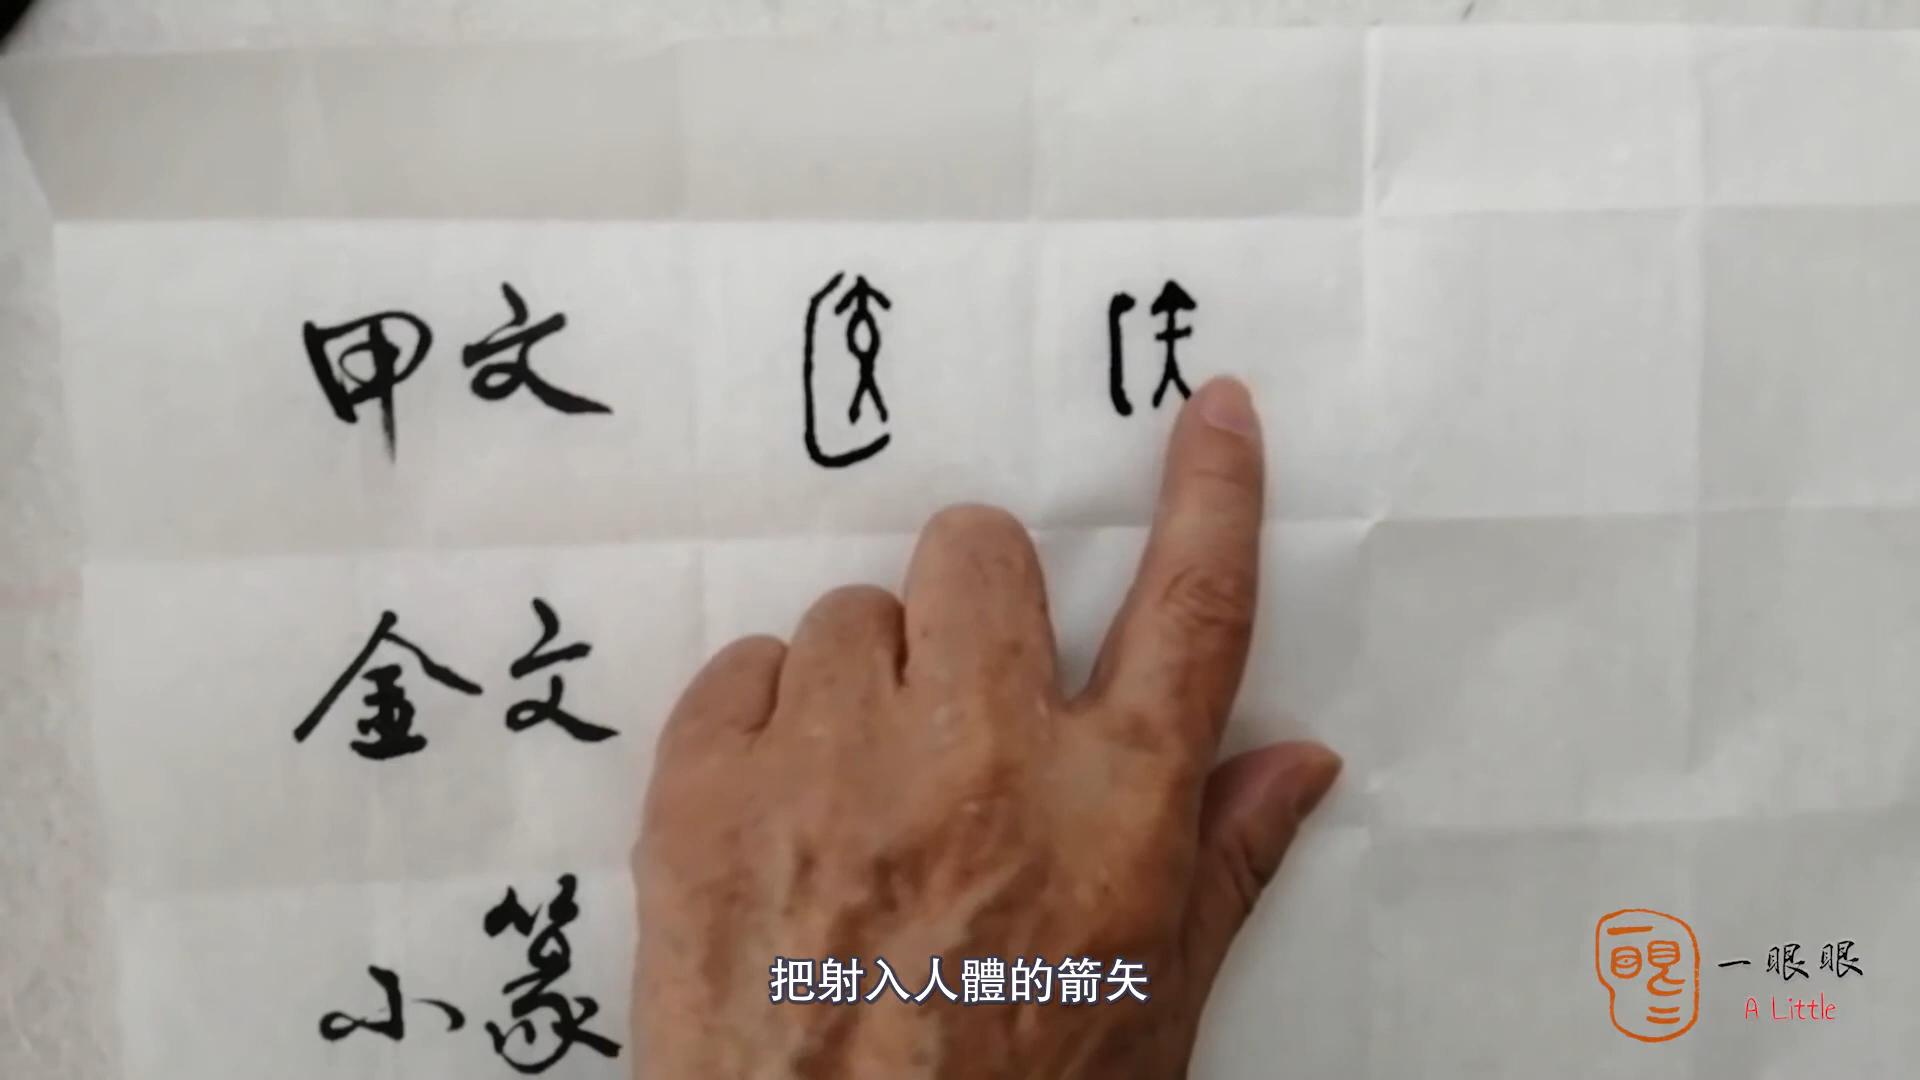 甲文
金文
小篆
把射入人體的箭矢
一眼眼
A Little